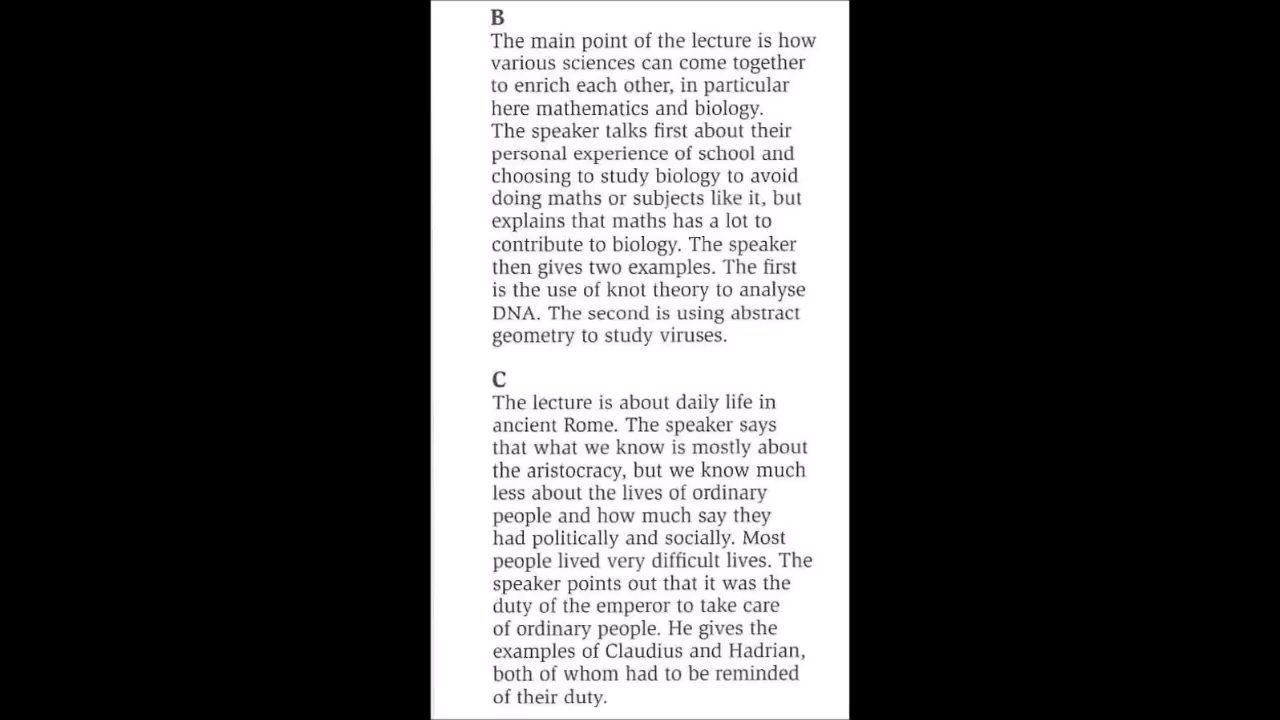 B
The main point of the lecture is how
various sciences can come together
to enrich each other, in particular
here mathematics and biology.
The speaker talks first about their
personal experience of school and
choosing to study biology to avoid
doing maths or subjects like it, but
explains that maths has a lot to
contribute to biology. The speaker
then gives two examples. The first
is the use of knot theory to analyse
DNA. The second is using abstract
geometry to study viruses.
C
The lecture is about daily life in
ancient Rome. The speaker says
that what we know is mostly about
the aristocracy, but we know much
less about the lives of ordinary
people and how much say they
had politically and socially. Most
people lived very difficult lives. The
speaker points out that it was the
duty of the emperor to take care
of ordinary people. He gives the
examples of Claudius and Hadrian,
both of whom had to be reminded
of their duty.